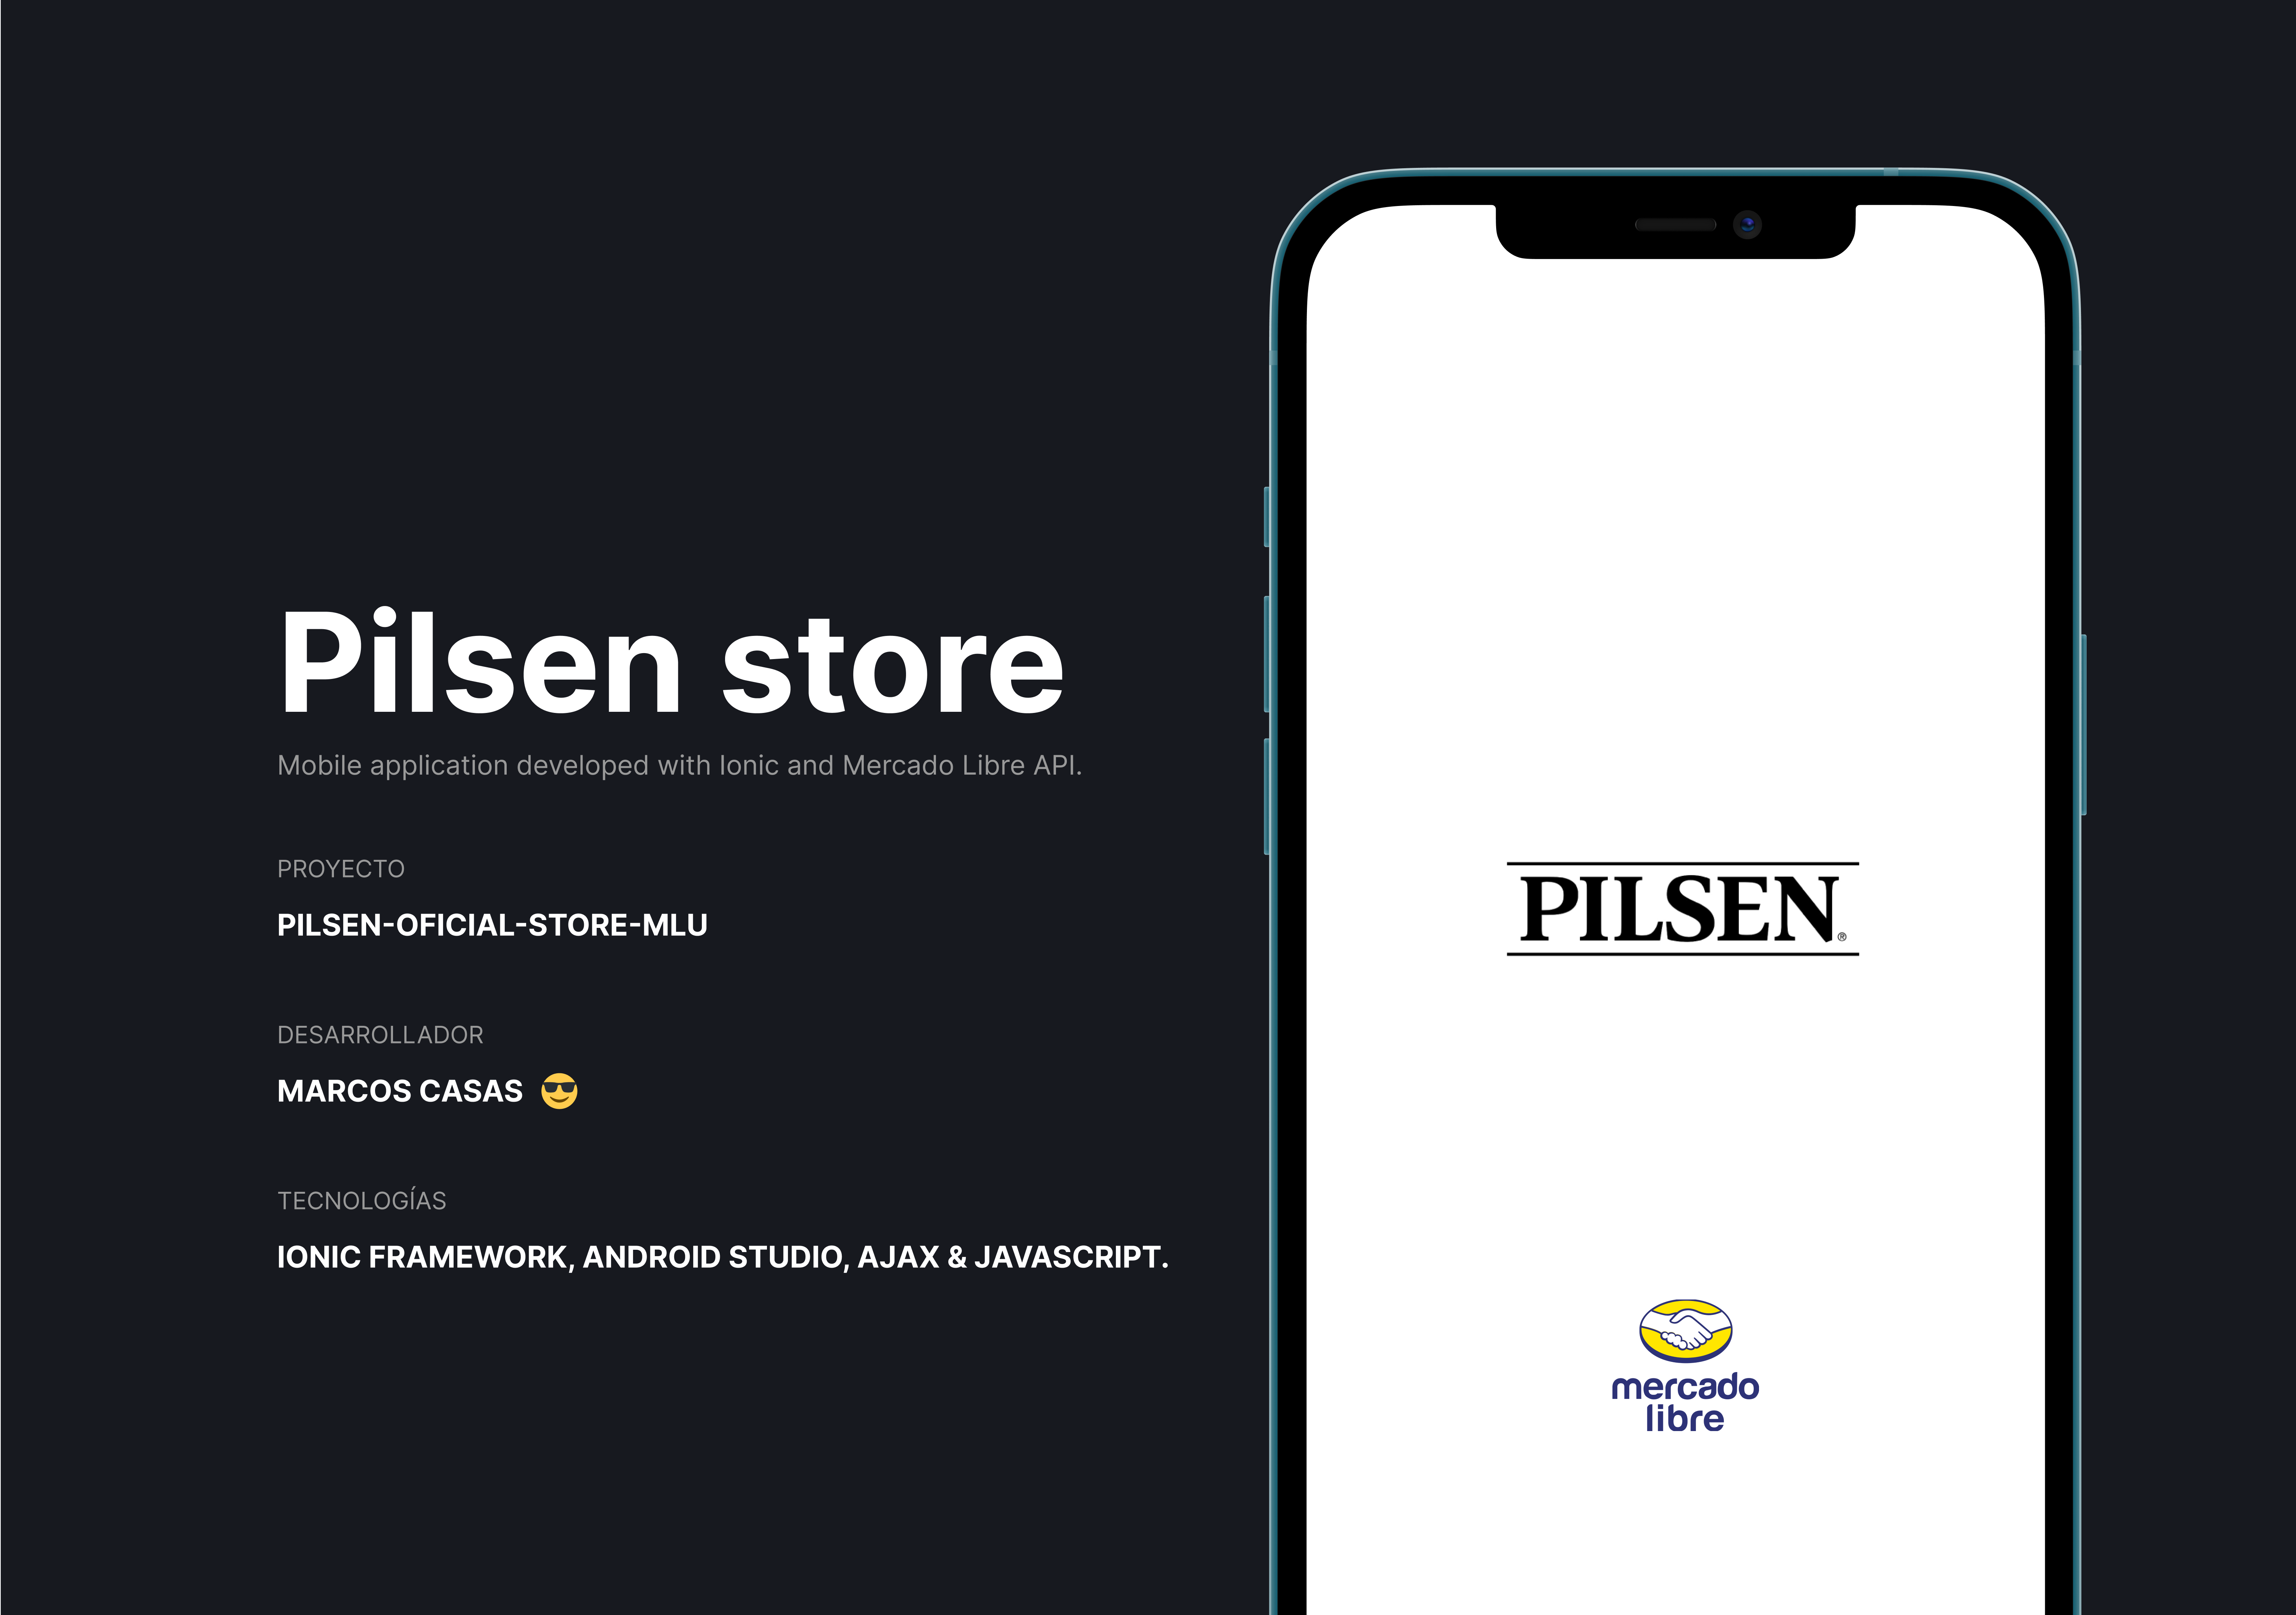 Pilsen store
Mobile application developed with Ionic and Mercado Libre API.
PROYECTO
PILSEN-OFICIAL-STORE-MLU
DESARROLLADOR
MARCOS CASAS 😎
TECNOLOGÍAS
IONIC FRAMEWORK, ANDROID STUDIO, AJAX & JAVASCRIPT.
PILSEN®
mercado
libre